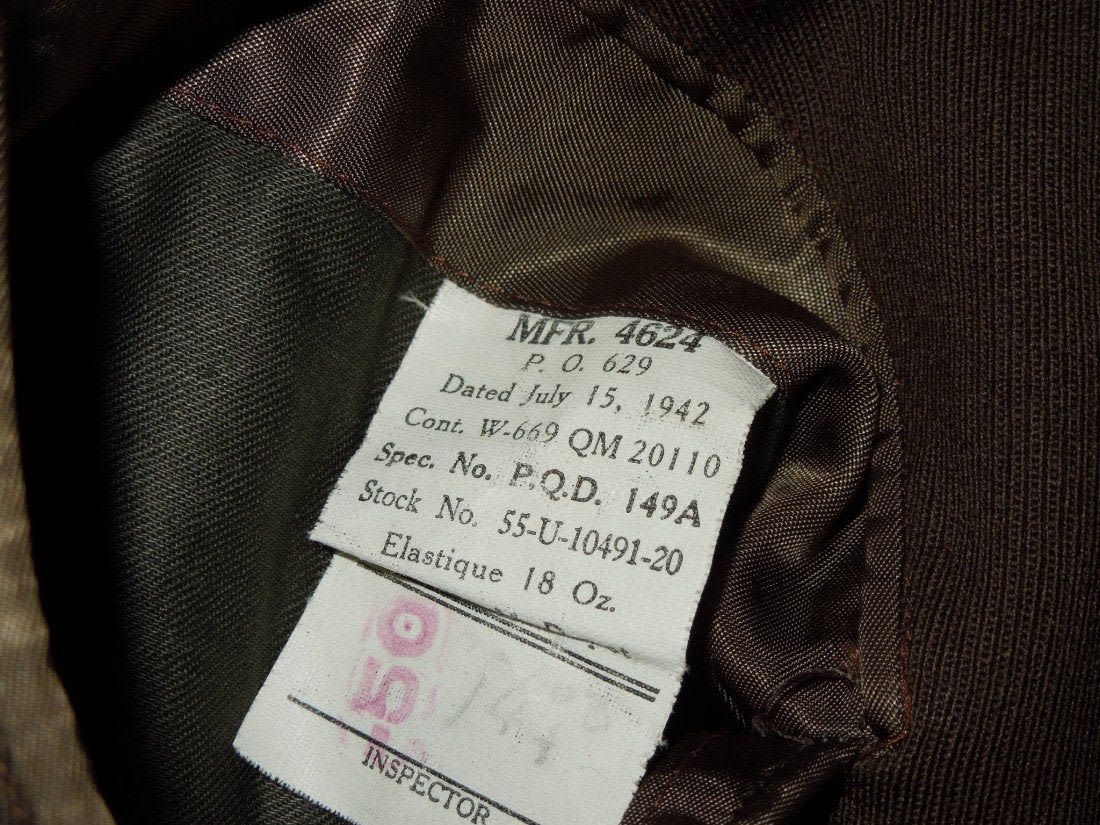 MFR. 4624
P. O. 629
Dated July 15, 1942
Cont. W-669 QM 20110
Spec. No. P.Q.D. 149A
Stock No. 55-U-10491-20
Elastique 18 Oz.
INSPECTOR